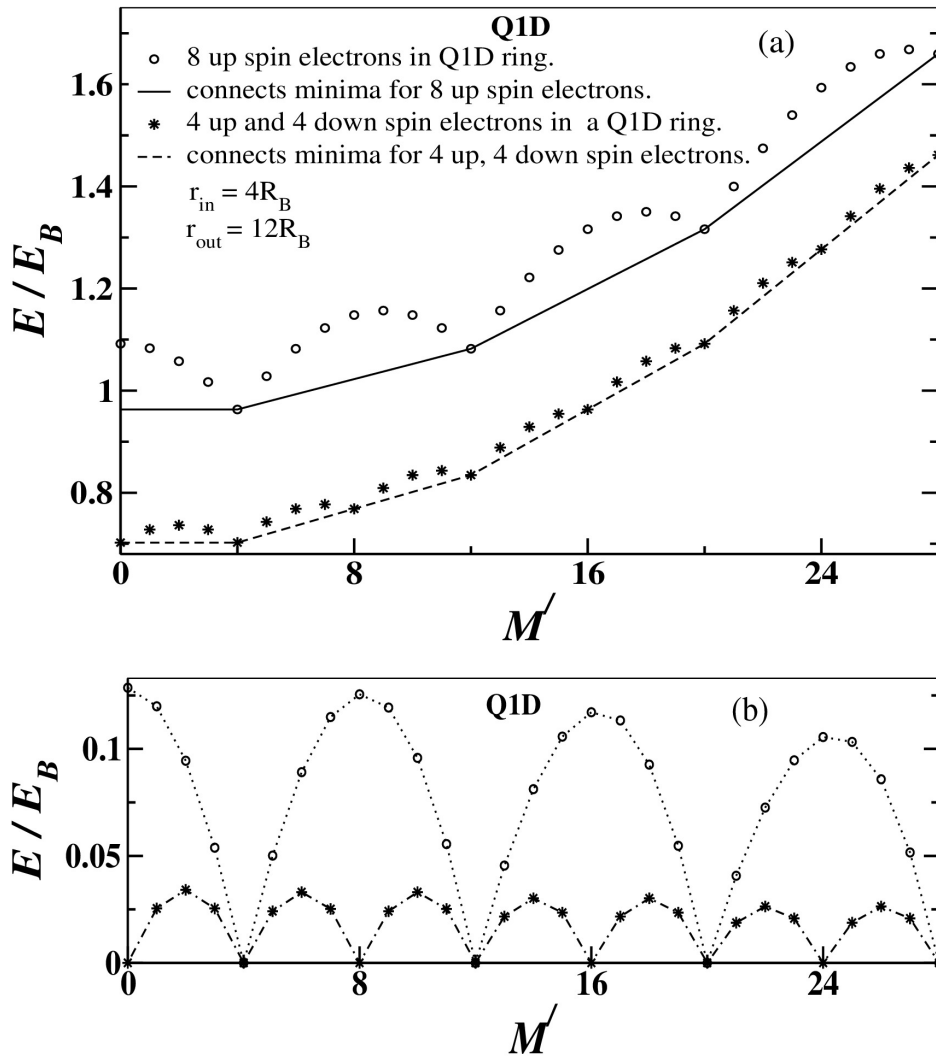 Q1D
(a)
8 up spin electrons in Q1D ring.
connects minima for 8 up spin electrons.
4 up and 4 down spin electrons in a Q1D ring.
connects minima for 4 up, 4 down spin electrons.
r_in = 4R_B
r_out = 12R_B
E / E_B
1.6
1.4
1.2
1
0.8
0 8 16 24
M′
Q1D
(b)
E / E_B
0.1
0.05
0
0 8 16 24
M′